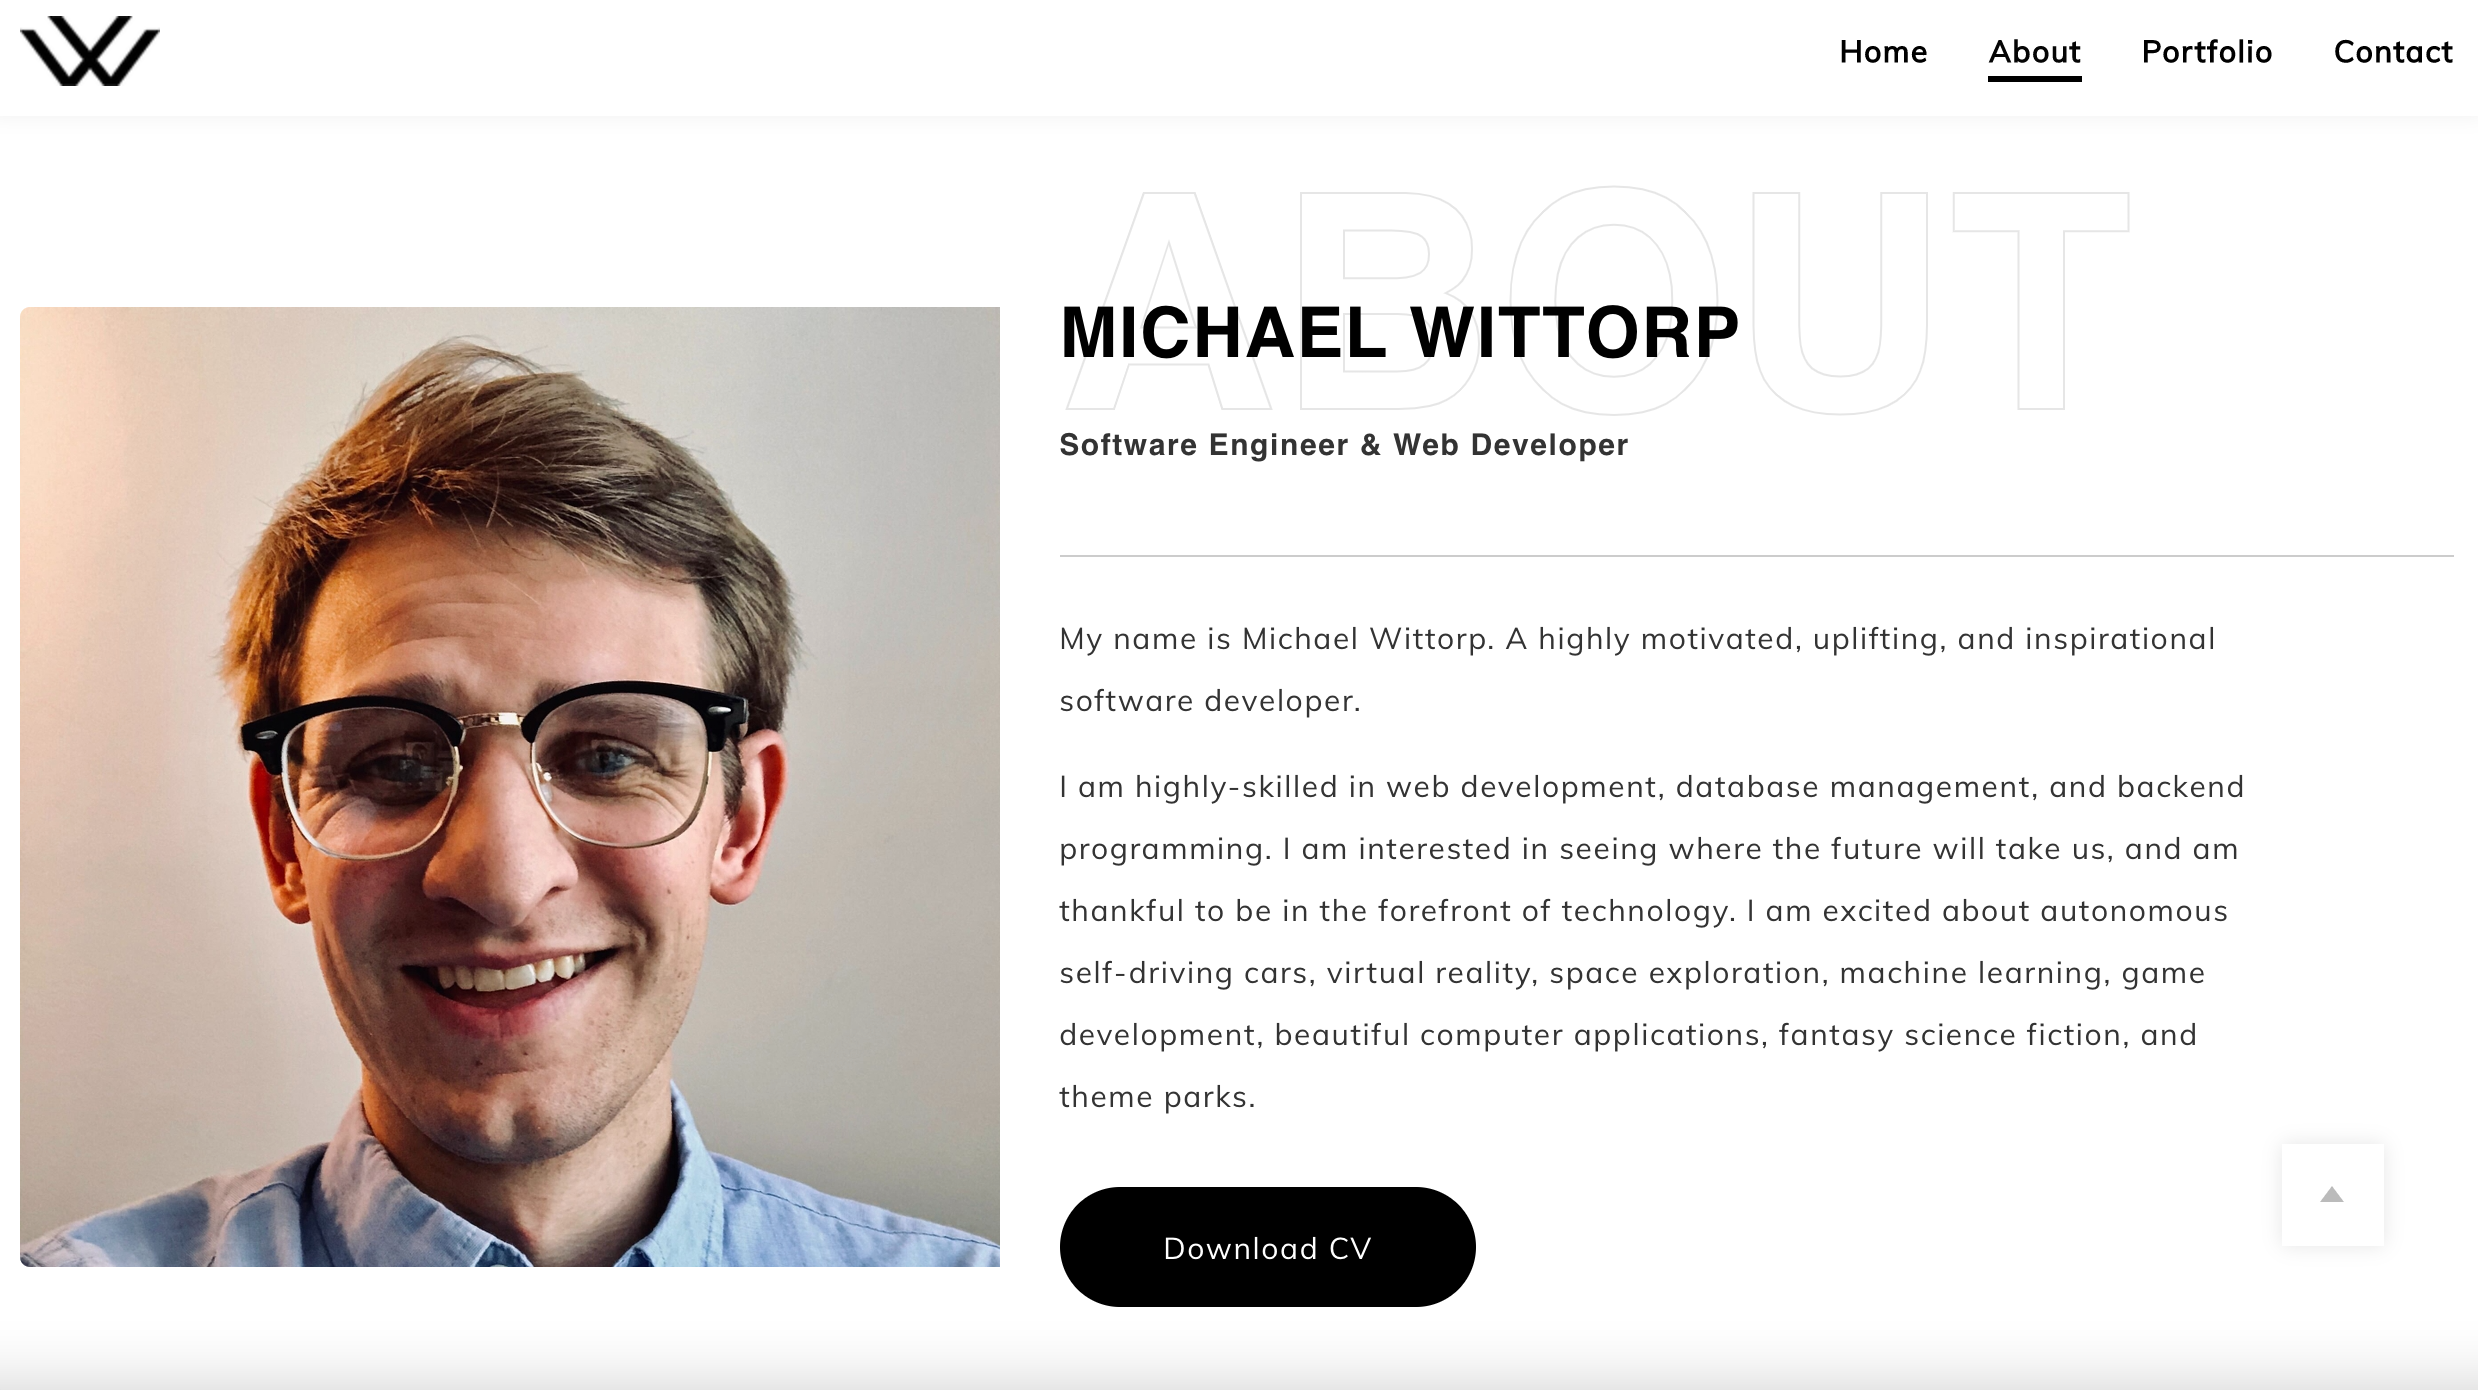 Home About Portfolio Contact
ABOUT
MICHAEL WITTORP
Software Engineer & Web Developer
My name is Michael Wittorp. A highly motivated, uplifting, and inspirational
software developer.
I am highly-skilled in web development, database management, and backend
programming. I am interested in seeing where the future will take us, and am
thankful to be in the forefront of technology. I am excited about autonomous
self-driving cars, virtual reality, space exploration, machine learning, game
development, beautiful computer applications, fantasy science fiction, and
theme parks.
Download CV